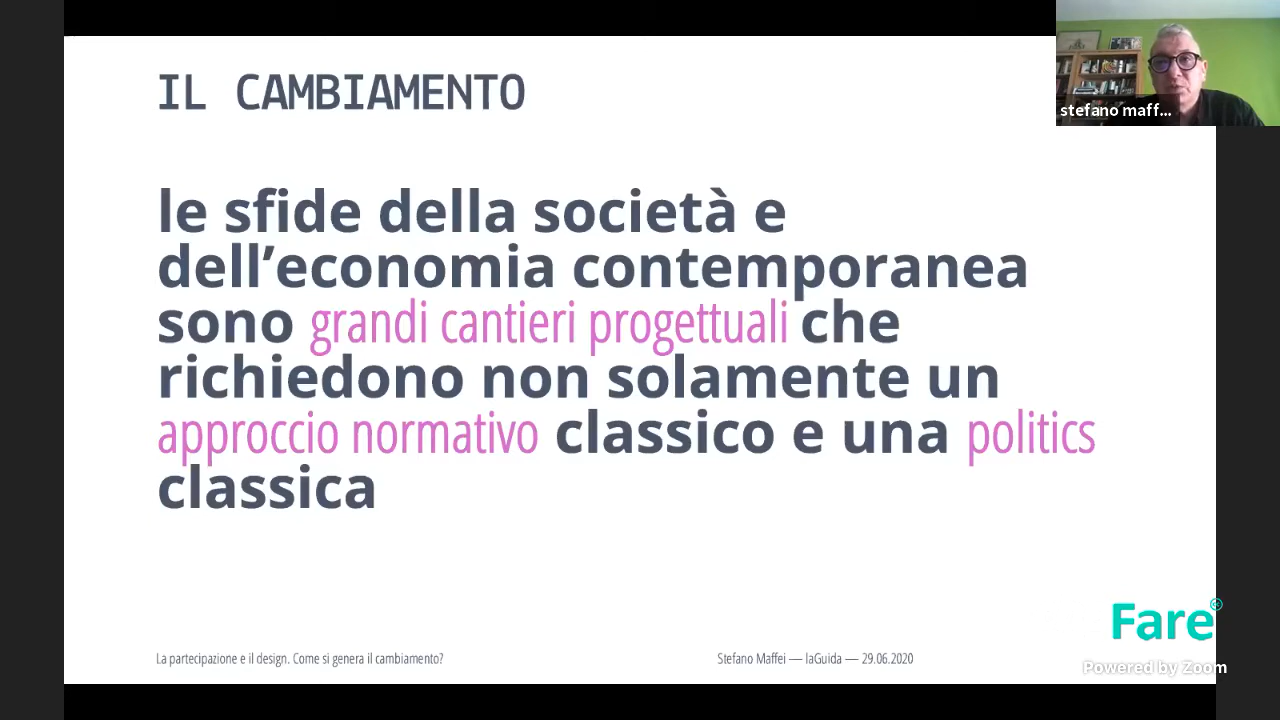 IL CAMBIAMENTO
stefano maff...
le sfide della società e
dell’economia contemporanea
sono grandi cantieri progettuali che
richiedono non solamente un
approccio normativo classico e una politics
classica
Fare
La partecipazione e il design. Come si genera il cambiamento?
Stefano Maffei — laGuida — 29.06.2020
Powered by Zoom